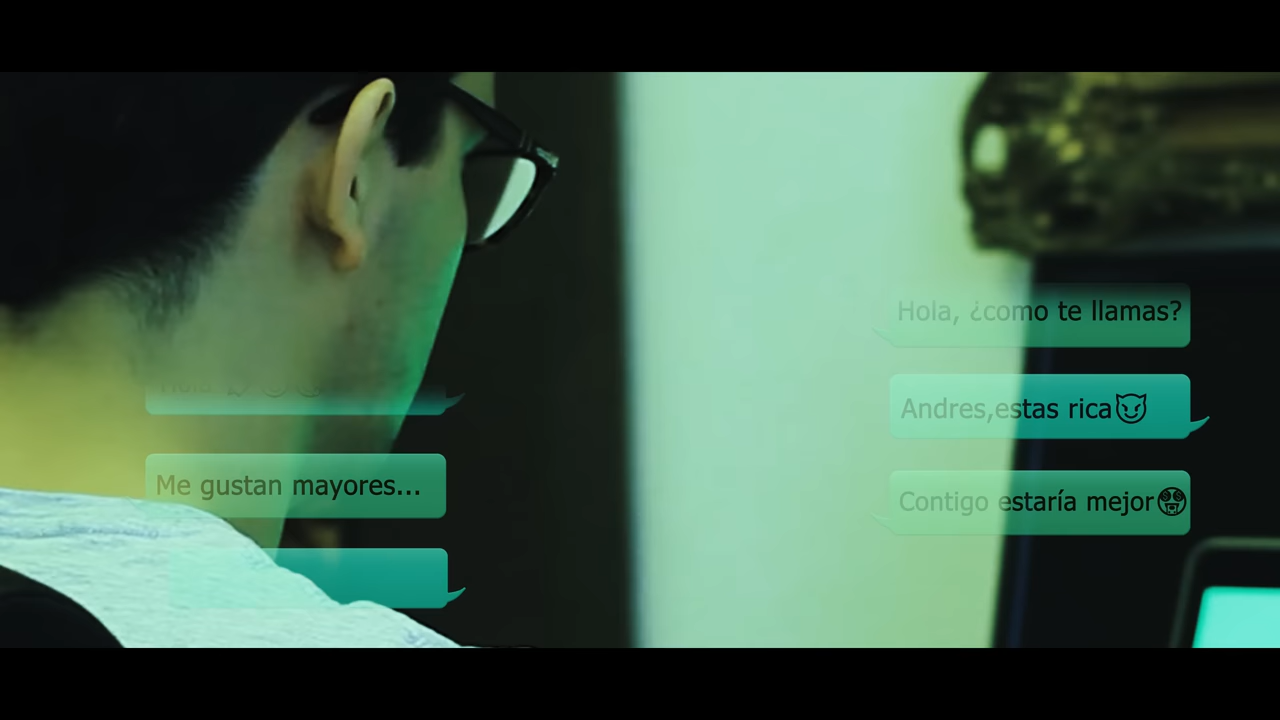 Hola, ¿como te llamas?
Andres,estas rica😈
Contigo estaría mejor🤑
Me gustan mayores...